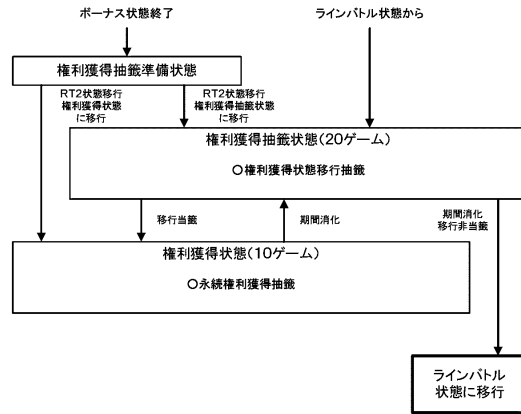 ボーナス状態終了
ラインバトル状態から
権利獲得抽籤準備状態
RT2状態移行
権利獲得状態
に移行
RT2状態移行
権利獲得抽籤状態
に移行
権利獲得抽籤状態(20ゲーム)
○権利獲得状態移行抽籤
移行当籤
期間消化
期間消化
移行非当籤
権利獲得状態(10ゲーム)
○永続権利獲得抽籤
ラインバトル
状態に移行